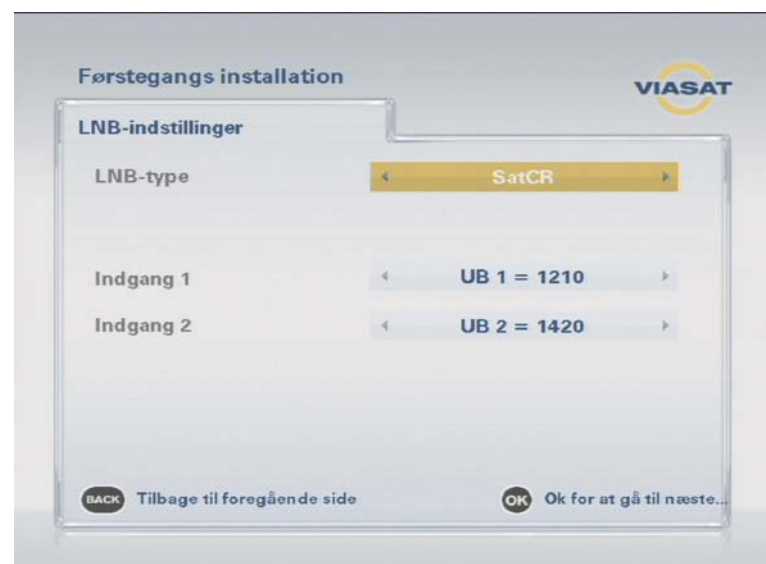 Førstegangs installation
VIASAT
LNB-indstillinger
LNB-type SatCR
Indgang 1 UB 1 = 1210
Indgang 2 UB 2 = 1420
BACK Tilbage til foregående side OK Ok for at gå til næste...